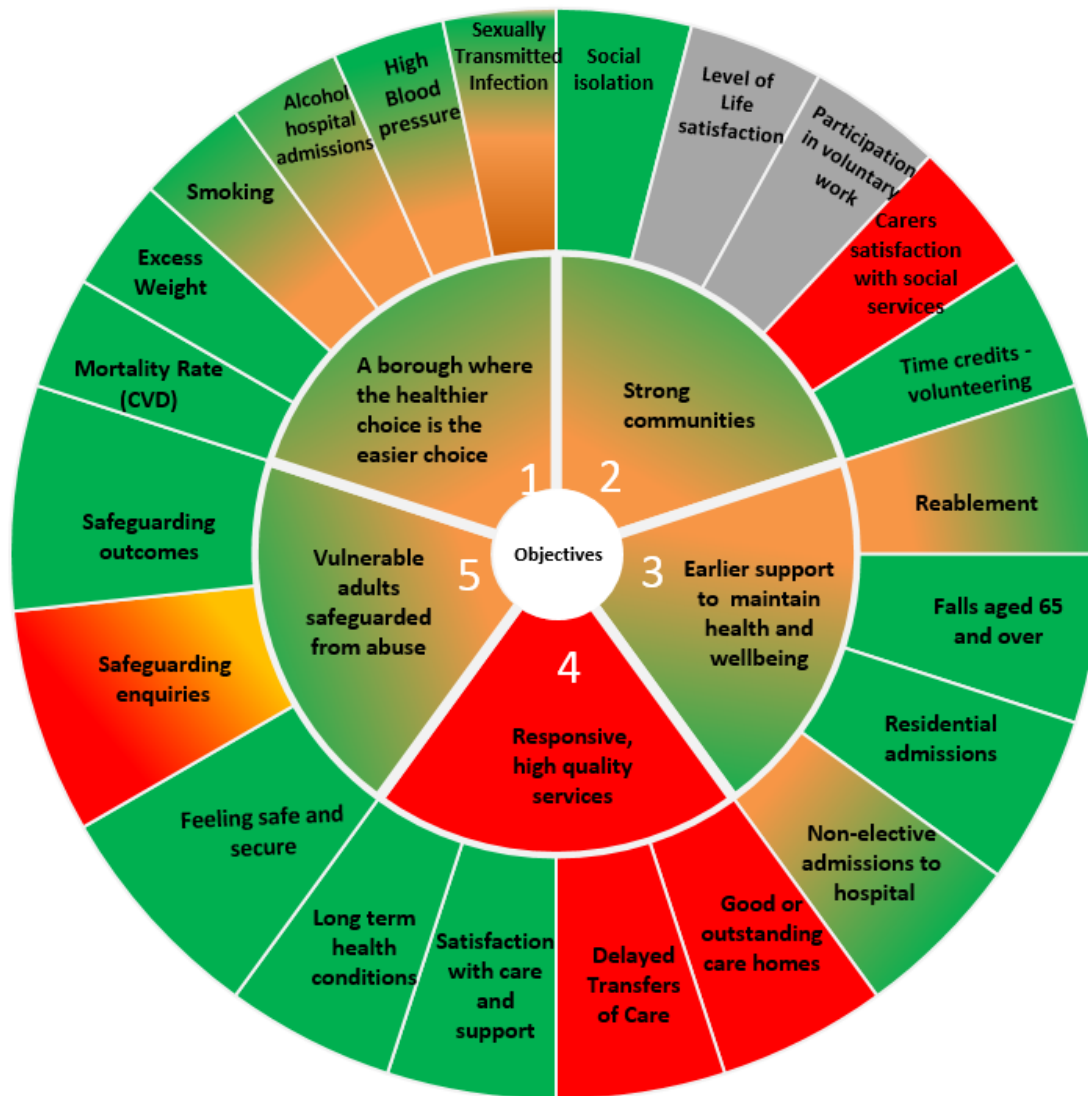 Sexually
Transmitted
Infection
Social
isolation
Level of
Life
satisfaction
Participation
in voluntary
work
Carers
satisfaction
with social
services
Time credits -
volunteering
Reablement
Falls aged 65
and over
Residential
admissions
Non-elective
admissions to
hospital
Good or
outstanding
care homes
Delayed
Transfers
of Care
Satisfaction
with care
and
support
Long term
health
conditions
Feeling safe and
secure
Safeguarding
enquiries
Safeguarding
outcomes
Mortality Rate
(CVD)
Excess
Weight
Smoking
Alcohol
hospital
admissions
High
Blood
pressure
A borough where
the healthier
choice is the
easier choice
1
Strong
communities
2
3
Earlier support
to maintain
health and
wellbeing
4
Responsive,
high quality
services
5
Vulnerable
adults
safeguarded
from abuse
Objectives